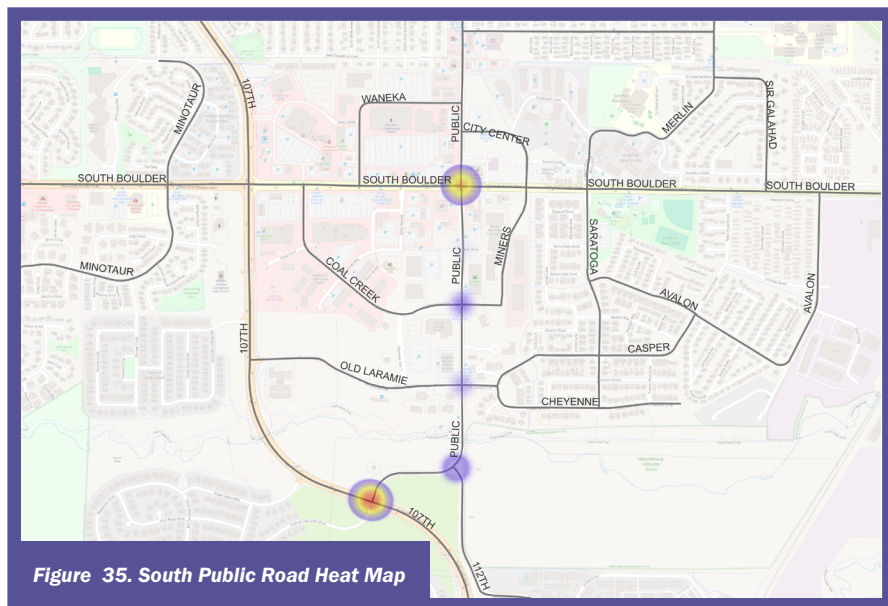 107TH
MINOTAUR
WANEKA
PUBLIC
CITY CENTER
MERLIN
SIR GALAHAD
SOUTH BOULDER
SOUTH BOULDER
SOUTH BOULDER
SOUTH BOULDER
MINOTAUR
COAL CREEK
PUBLIC
MINERS
SARATOGA
AVALON
AVALON
107TH
OLD LARAMIE
CASPER
CHEYENNE
PUBLIC
107TH
112TH
Figure 35. South Public Road Heat Map